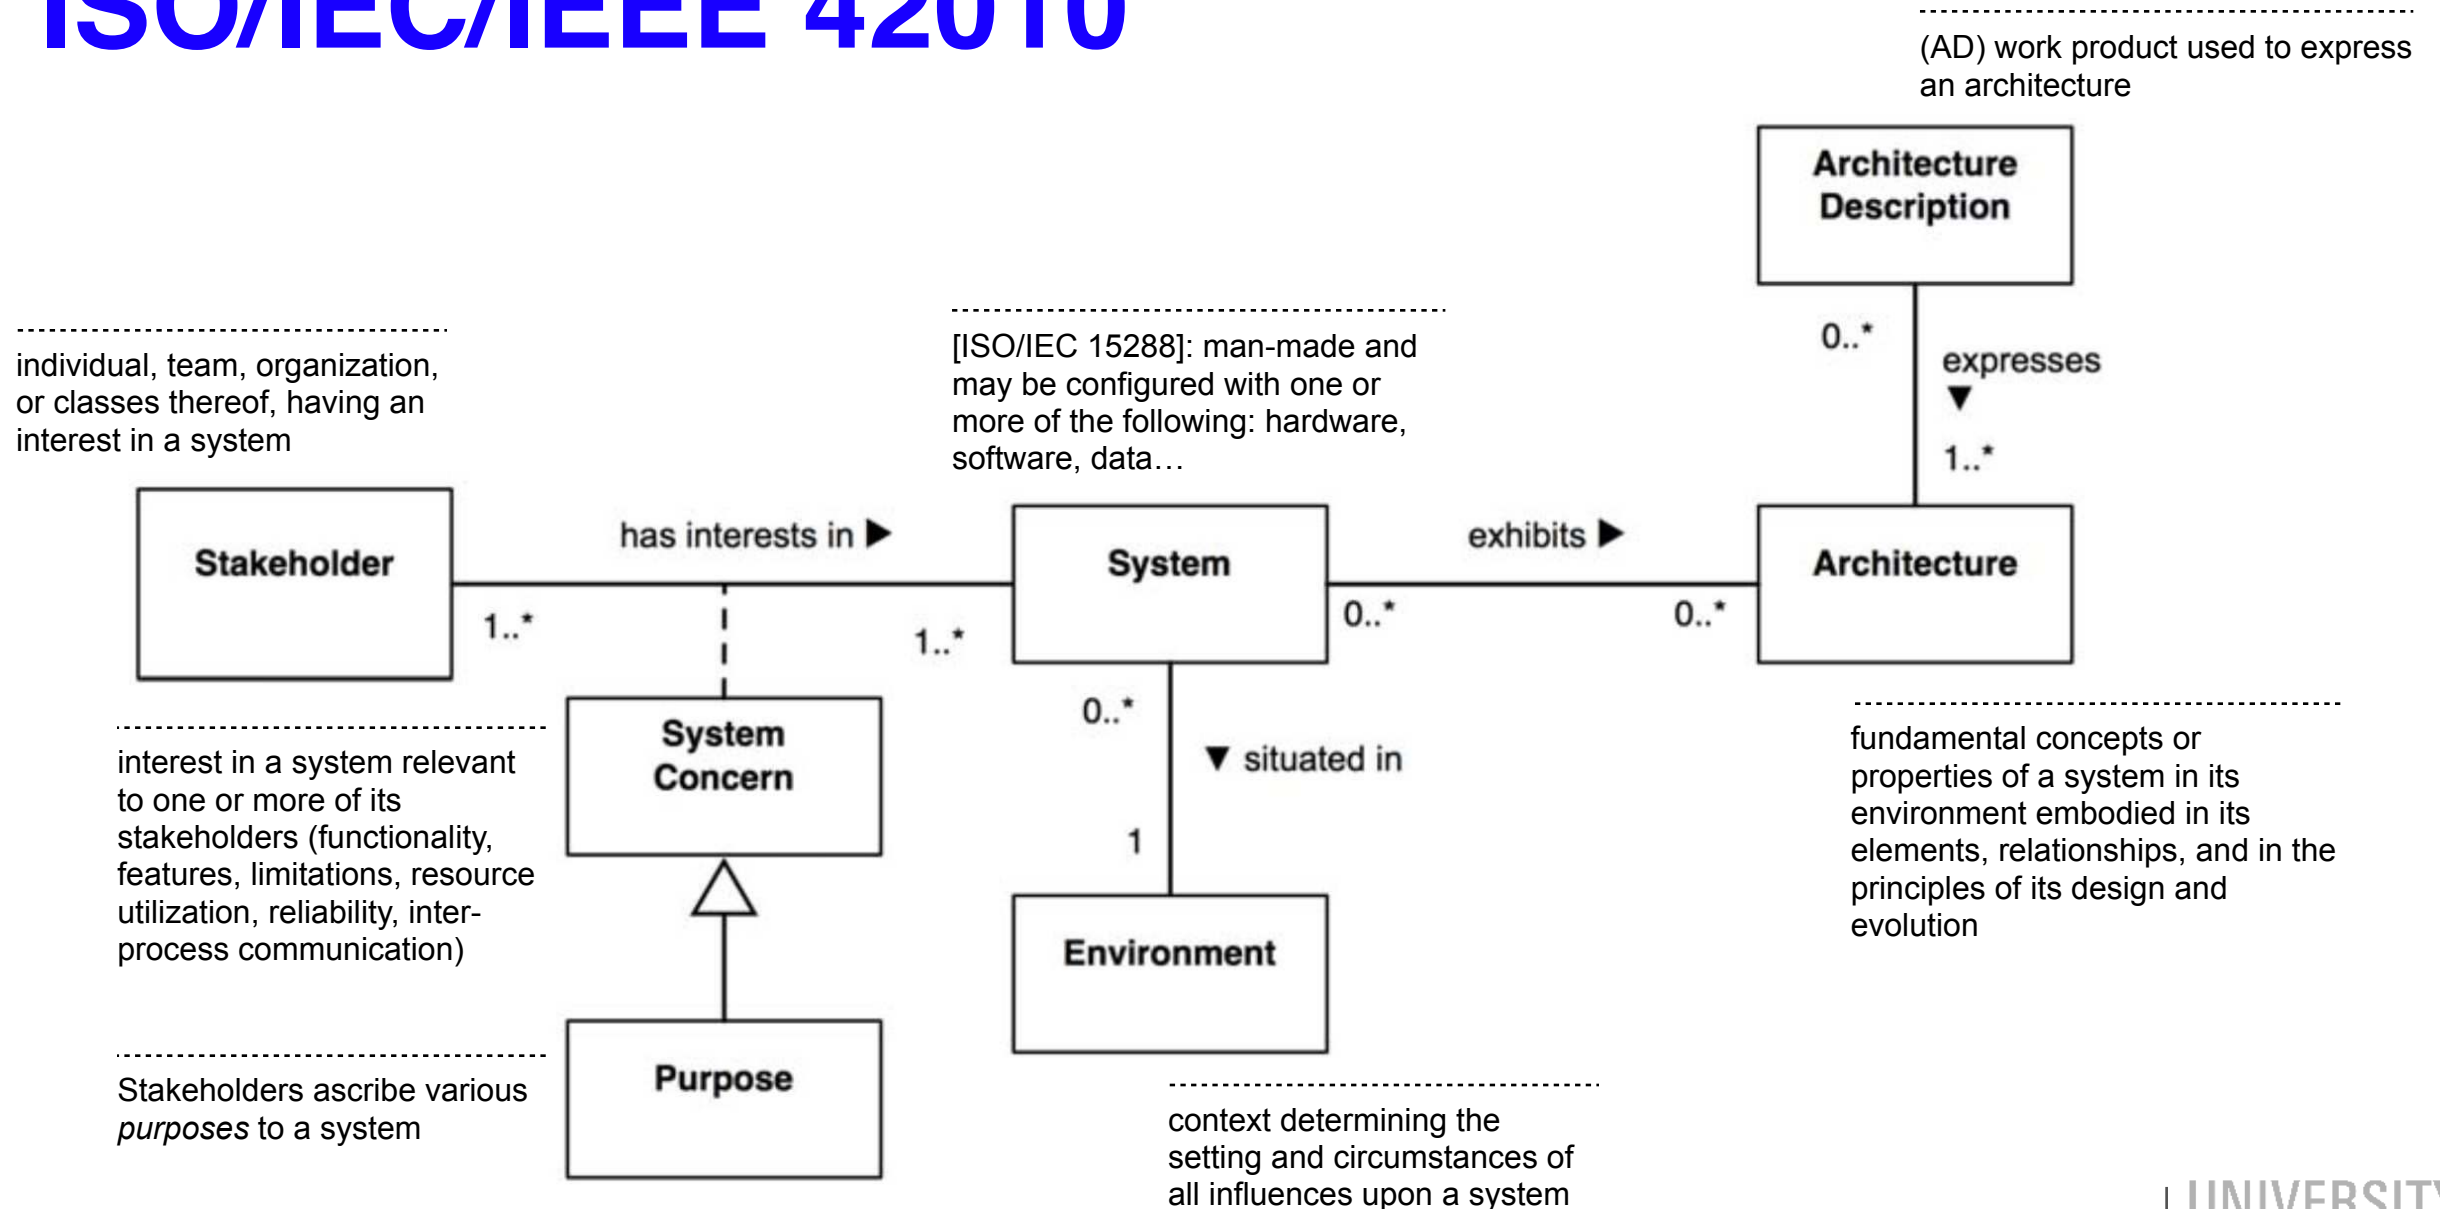 ISO/IEC/IEEE 42010
(AD) work product used to express
an architecture
Architecture
Description
0..*
expresses
▼
1..*
individual, team, organization,
or classes thereof, having an
interest in a system
[ISO/IEC 15288]: man-made and
may be configured with one or
more of the following: hardware,
software, data…
Stakeholder
has interests in ▶
1..*
1..*
System
exhibits ▶
0..*
0..*
Architecture
interest in a system relevant
to one or more of its
stakeholders (functionality,
features, limitations, resource
utilization, reliability, inter-
process communication)
System
Concern
0..*
▼ situated in
1
fundamental concepts or
properties of a system in its
environment embodied in its
elements, relationships, and in the
principles of its design and
evolution
Environment
Stakeholders ascribe various
purposes to a system
Purpose
context determining the
setting and circumstances of
all influences upon a system
UNIVERSITY